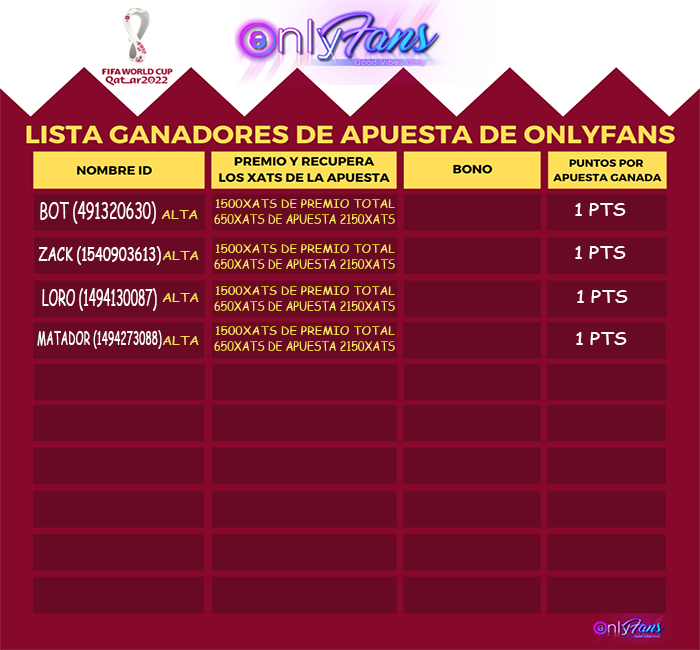 FIFA WORLD CUP
Qatar2022
OnlyFans
Good Vibes Only
LISTA GANADORES DE APUESTA DE ONLYFANS
NOMBRE ID
PREMIO Y RECUPERA
LOS XATS DE LA APUESTA
BONO
PUNTOS POR
APUESTA GANADA
BOT (491320630) ALTA
1500XATS DE PREMIO TOTAL
650XATS DE APUESTA 2150XATS
1 PTS
ZACK (1540903613) ALTA
1500XATS DE PREMIO TOTAL
650XATS DE APUESTA 2150XATS
1 PTS
LORO (1494130087) ALTA
1500XATS DE PREMIO TOTAL
650XATS DE APUESTA 2150XATS
1 PTS
MATADOR (1494273088) ALTA
1500XATS DE PREMIO TOTAL
650XATS DE APUESTA 2150XATS
1 PTS
OnlyFans